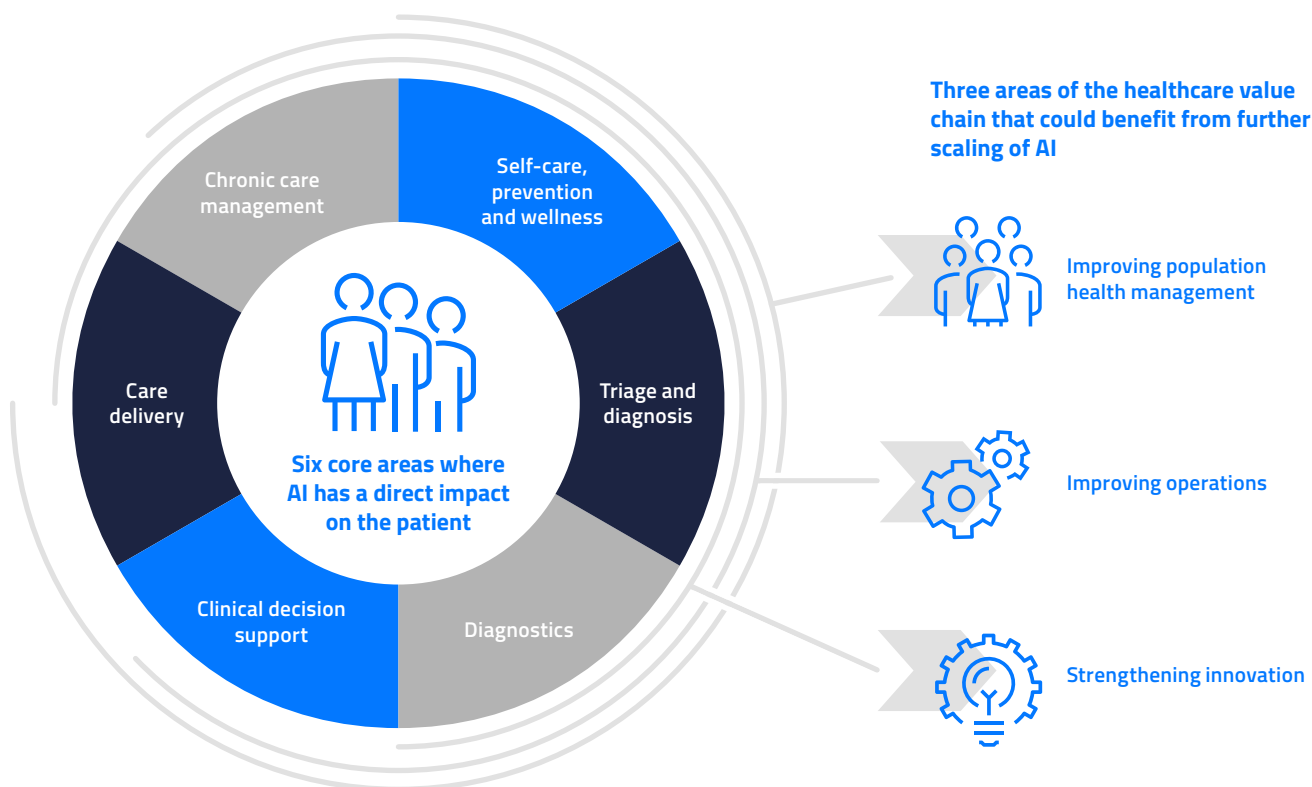 Three areas of the healthcare value
chain that could benefit from further
scaling of AI
Self-care,
prevention
and wellness
Chronic care
management
Triage and
diagnosis
Care
delivery
Six core areas where
AI has a direct impact
on the patient
Clinical decision
support
Diagnostics
Improving population
health management
Improving operations
Strengthening innovation